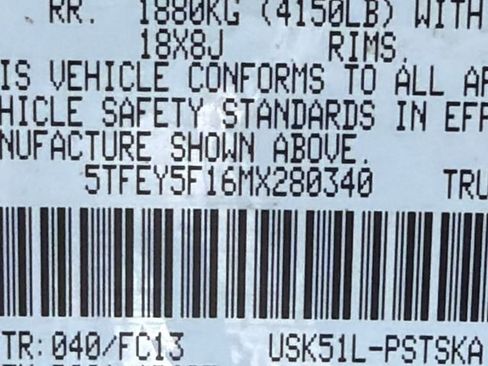 RR. 1880KG (4150LB) WITH
18X8J RIMS.
IS VEHICLE CONFORMS TO ALL AP
HICLE SAFETY STANDARDS IN EFF
NUFACTURE SHOWN ABOVE.
5TFEY5F16MX280340 TRU
TR: 040/FC13 USK51L-PSTSKA